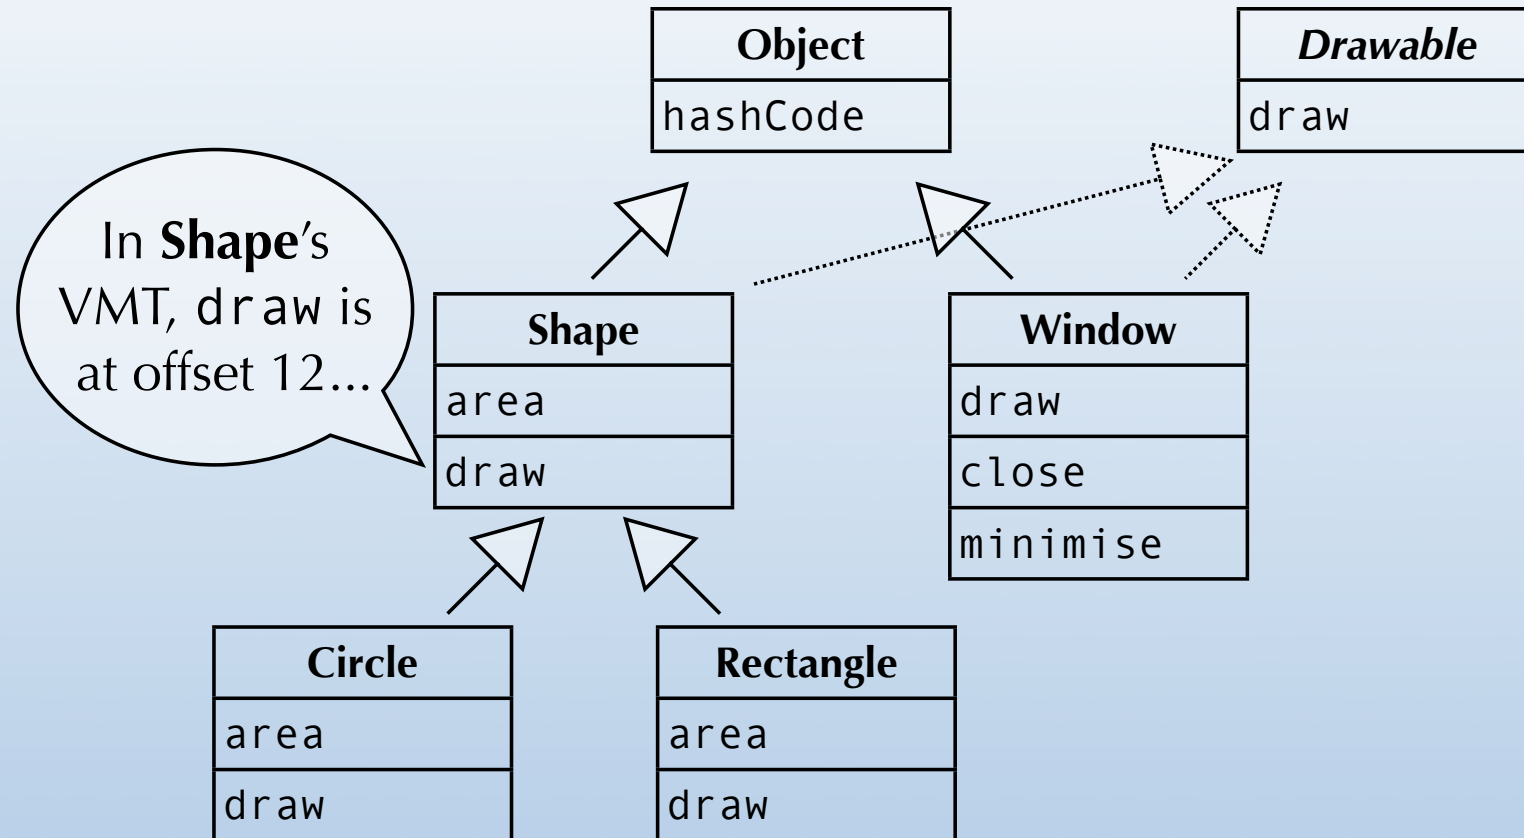 Object
hashCode
Drawable
draw
In Shape's
VMT, draw is
at offset 12...
Shape
area
draw
Window
draw
close
minimise
Circle
area
draw
Rectangle
area
draw